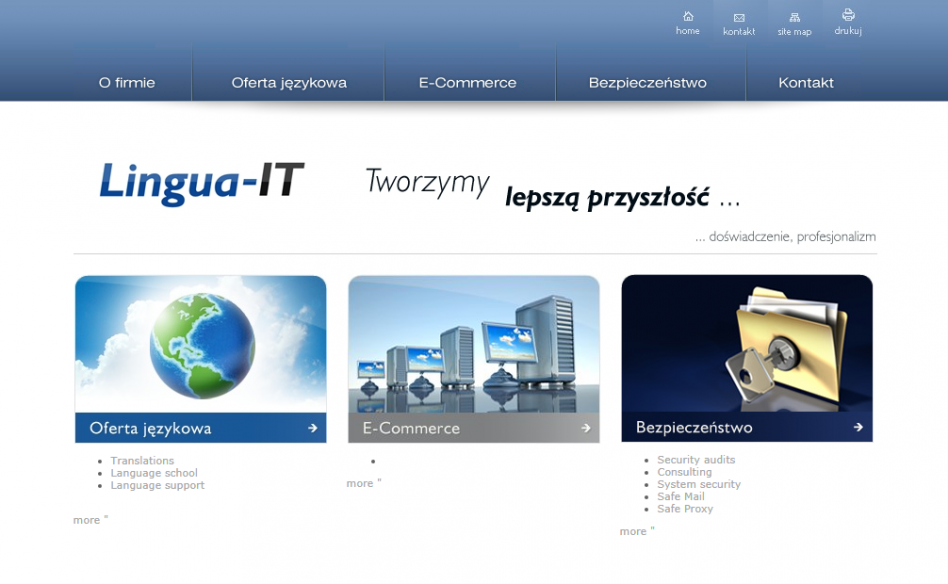 home kontakt site map drukuj
O firmie Oferta językowa E-Commerce Bezpieczeństwo Kontakt
Lingua-IT Tworzymy lepszą przyszłość ...
... doświadczenie, profesjonalizm
Oferta językowa
E-Commerce
Bezpieczeństwo
Translations
Language school
Language support
more "
more "
Security audits
Consulting
System security
Safe Mail
Safe Proxy
more "